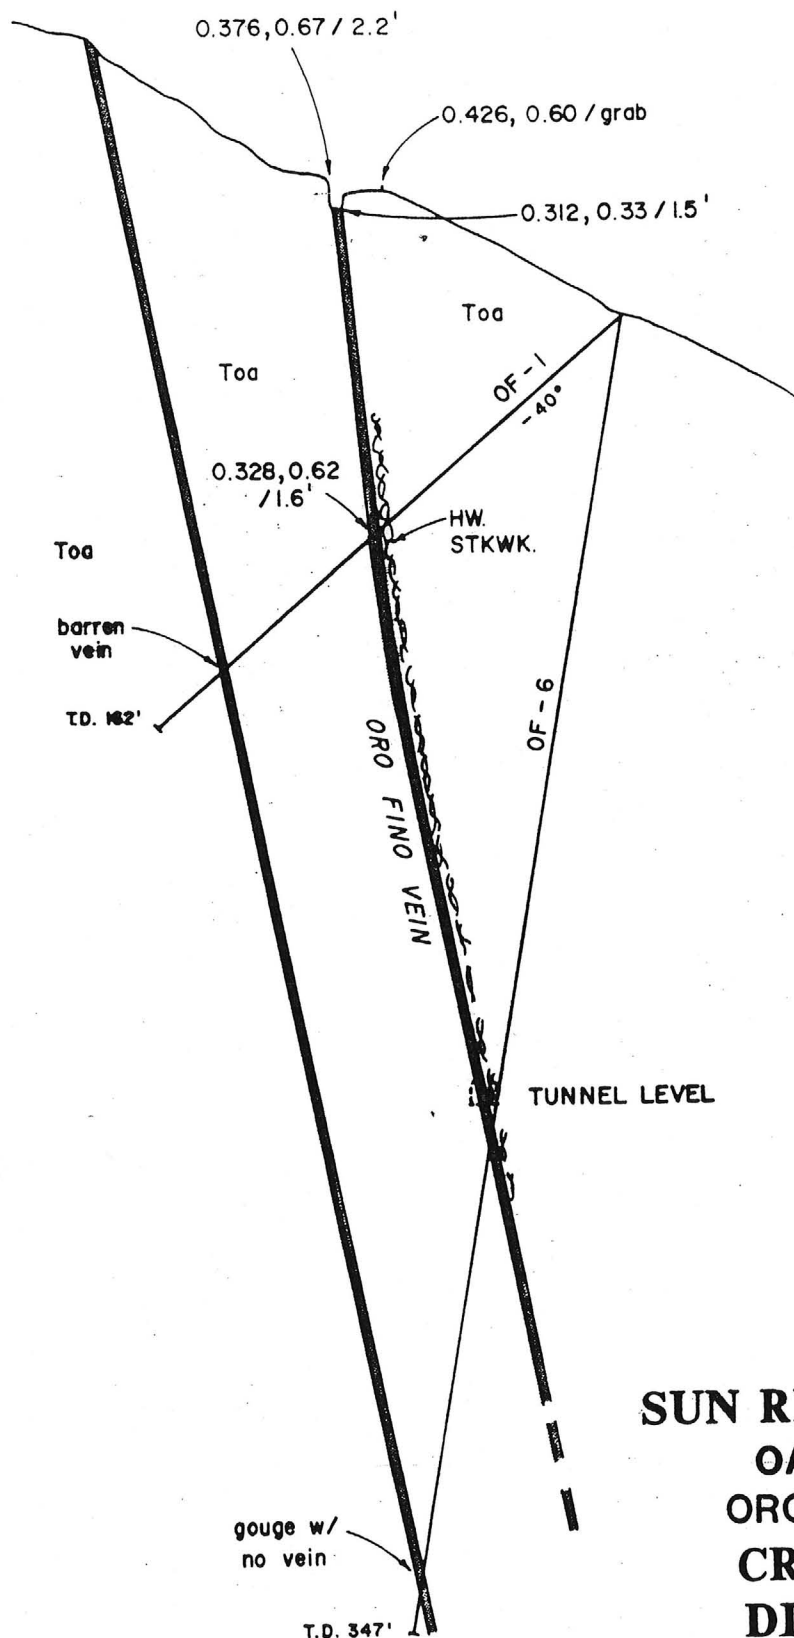 0.376, 0.67 / 2.2'
0.426, 0.60 / grab
0.312, 0.33 / 1.5'
Toa
Toa
OF-1
-40°
0.328, 0.62
/ 1.6'
HW.
STKWK.
Toa
barren
vein
T.D. 162'
ORO FINO VEIN
OF-6
TUNNEL LEVEL
SUN R
OA
ORO
CR
gouge w/
no vein
T.D. 347'